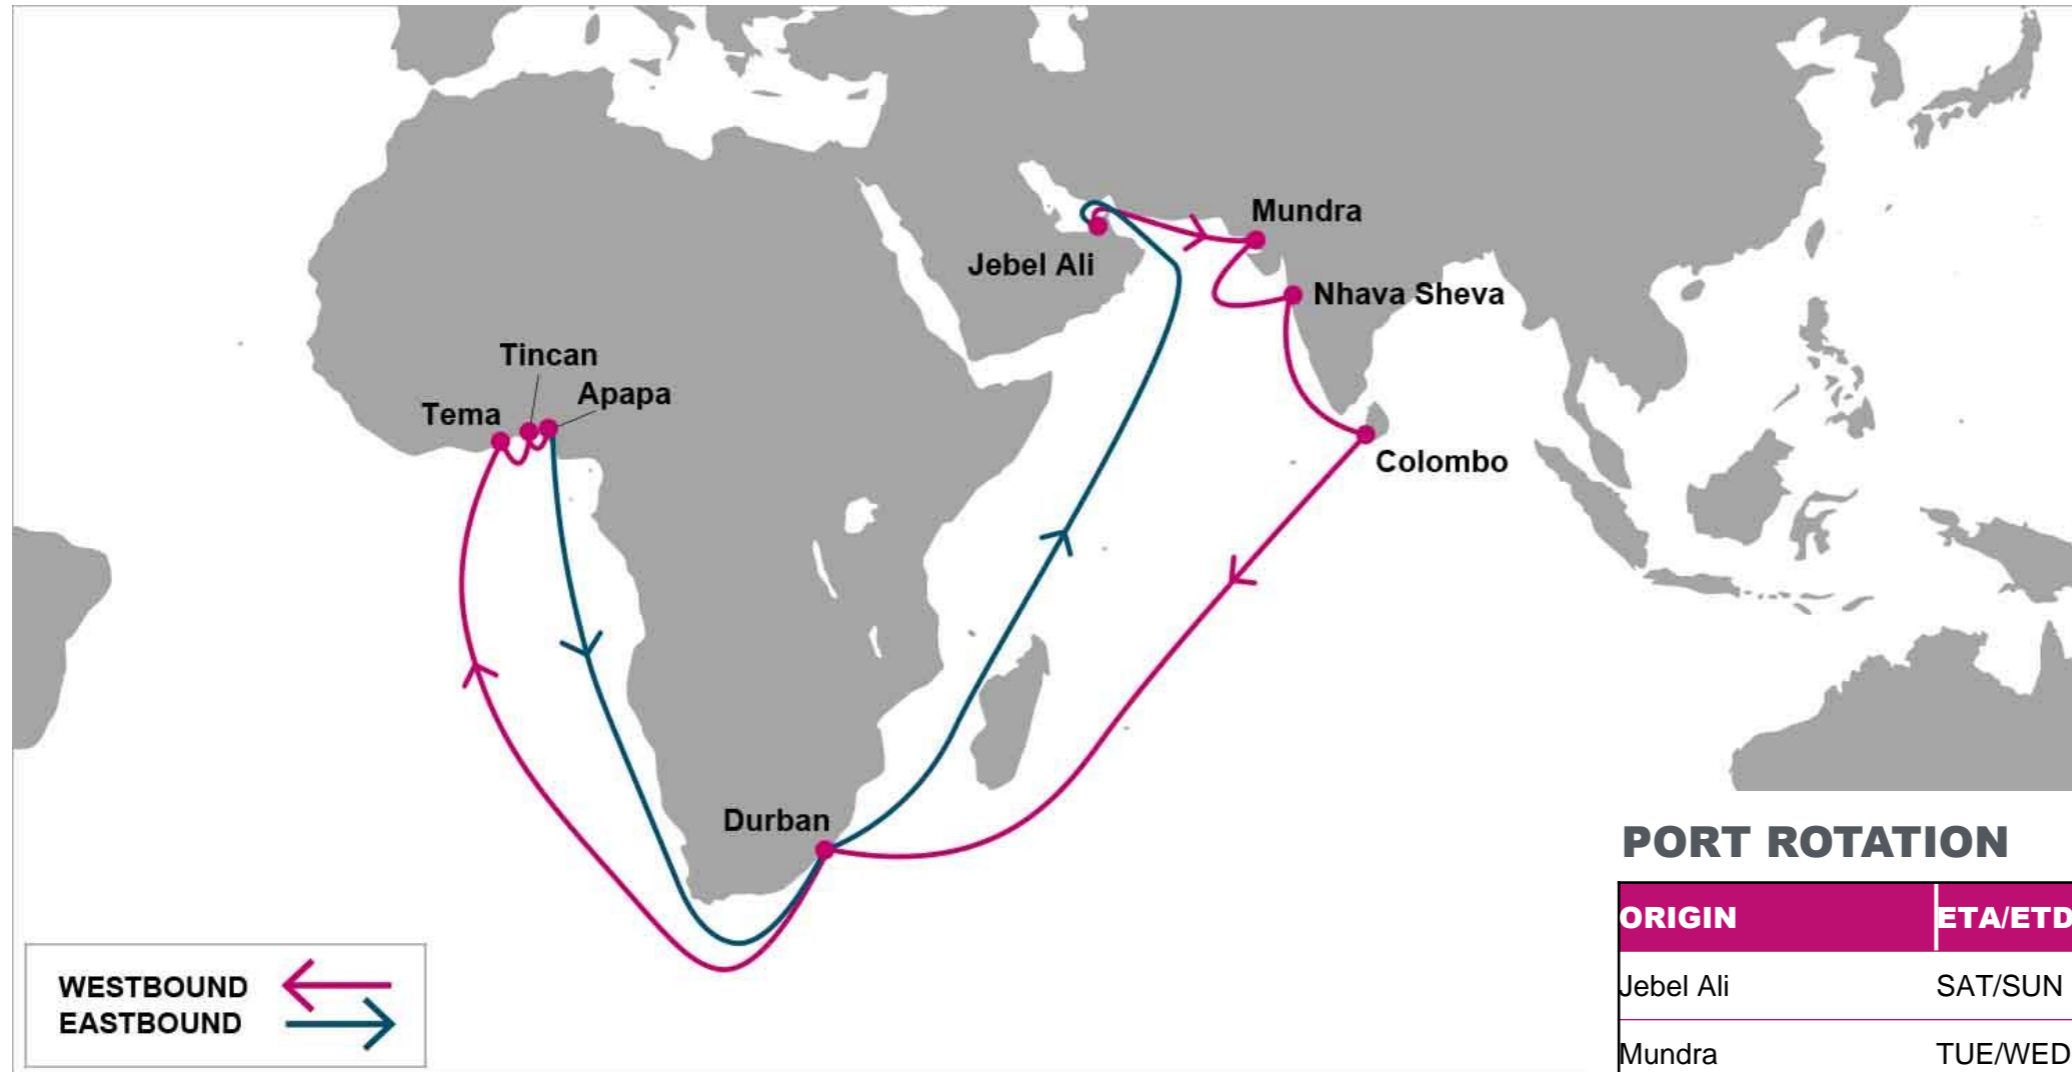 Mundra
Jebel Ali
Nhava Sheva
Tincan
Apapa
Tema
Colombo
Durban
WESTBOUND
EASTBOUND
PORT ROTATION
ORIGIN ETA/ETD
Jebel Ali SAT/SUN
Mundra TUE/WED